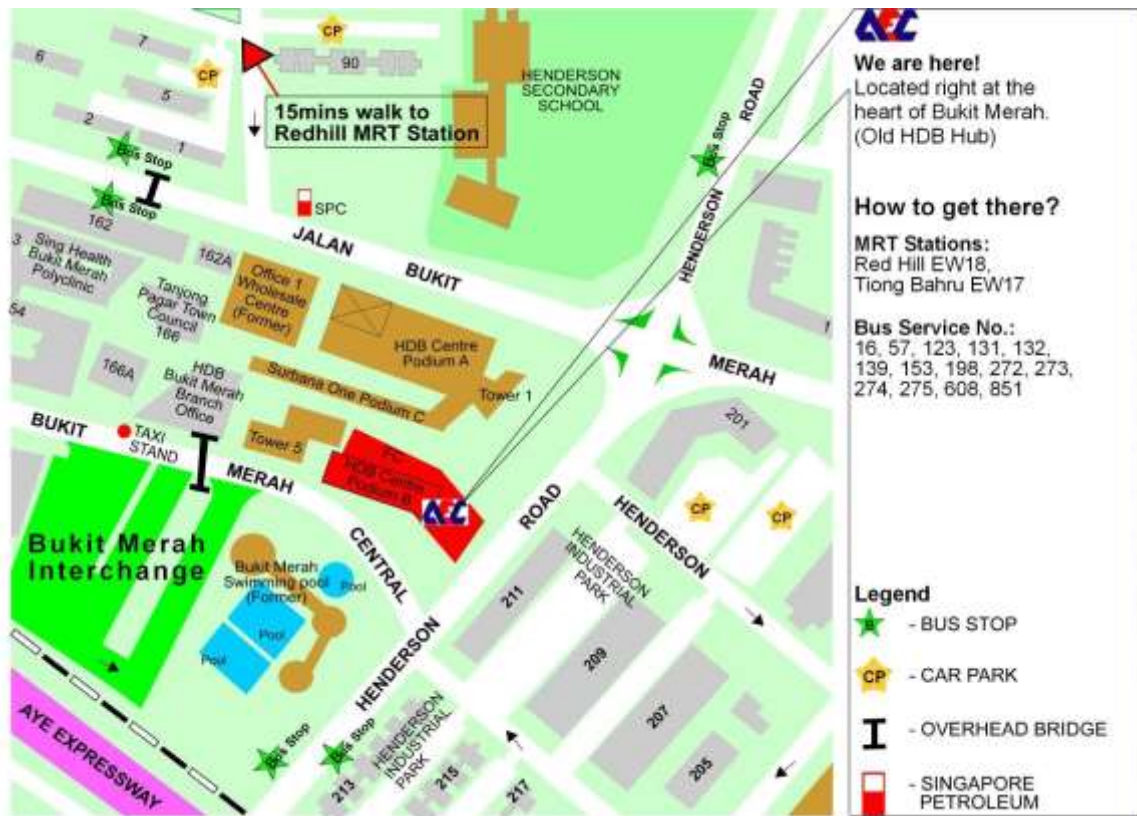 AEC
We are here!
Located right at the
heart of Bukit Merah.
(Old HDB Hub)
How to get there?
MRT Stations:
Red Hill EW18,
Tiong Bahru EW17
Bus Service No.:
16, 57, 123, 131, 132,
139, 153, 198, 272, 273,
274, 275, 608, 851
Legend
B
- BUS STOP
CP
- CAR PARK
- OVERHEAD BRIDGE
- SINGAPORE
PETROLEUM
7
6
5
2
1
CP
CP
90
15mins walk to
Redhill MRT Station
HENDERSON
SECONDARY
SCHOOL
HENDERSON ROAD
Bus Stop
Bus Stop
Bus Stop
162
SPC
JALAN BUKIT MERAH
3
Sing Health
Bukit Merah
Polyclinic
162A
Office 1
Wholesale
Centre
(Former)
Tanjong
Pagar Town
Council
166
54
166A
HDB
Bukit Merah
Branch
Office
HDB Centre
Podium A
Surbana One Podium C
Tower 1
Tower 5
HDB Centre
Podium B
AEC
1
201
CP
CP
BUKIT MERAH CENTRAL
TAXI
STAND
Bukit Merah
Interchange
Bukit Merah
Swimming pool
(Former)
Pool
Pool
Pool
HENDERSON ROAD
HENDERSON
HENDERSON
INDUSTRIAL
PARK
211
209
207
205
Bus Stop
Bus Stop
HENDERSON
INDUSTRIAL
PARK
213
215
217
AYE EXPRESSWAY